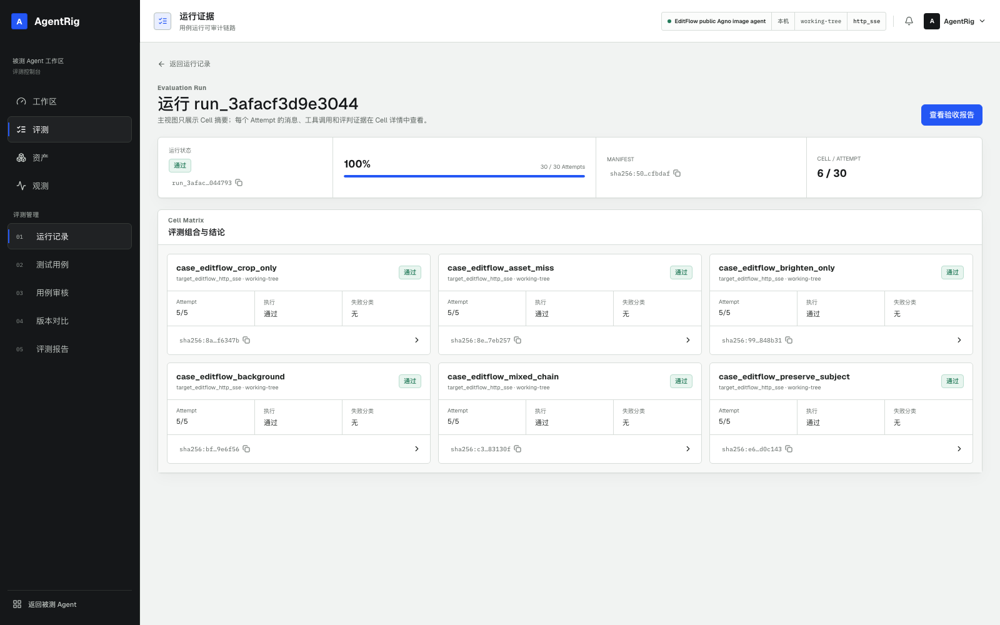 A AgentRig
被测 Agent 工作区
评测控制台
工作区
评测
资产
观测
评测管理
01 运行记录
02 测试用例
03 用例审核
04 版本对比
05 评测报告
返回被测 Agent
运行证据
用例运行可审计链路
EditFlow public Agno image agent 本机 working-tree http_sse
A AgentRig
返回运行记录
Evaluation Run
运行 run_3afacf3d9e3044
主视图只展示 Cell 摘要；每个 Attempt 的消息、工具调用和评判证据在 Cell 详情中查看。
查看验收报告
运行状态
通过
run_3afac…044793
100%
30 / 30 Attempts
MANIFEST
sha256:50…cfbdaf
CELL / ATTEMPT
6 / 30
Cell Matrix
评测组合与结论
case_editflow_crop_only
target_editflow_http_sse · working-tree
通过
Attempt 执行 失败分类
5/5 通过 无
sha256:8a…f6347b
case_editflow_asset_miss
target_editflow_http_sse · working-tree
通过
Attempt 执行 失败分类
5/5 通过 无
sha256:8e…7eb257
case_editflow_brighten_only
target_editflow_http_sse · working-tree
通过
Attempt 执行 失败分类
5/5 通过 无
sha256:99…848b31
case_editflow_background
target_editflow_http_sse · working-tree
通过
Attempt 执行 失败分类
5/5 通过 无
sha256:bf…9e6f56
case_editflow_mixed_chain
target_editflow_http_sse · working-tree
通过
Attempt 执行 失败分类
5/5 通过 无
sha256:c3…83130f
case_editflow_preserve_subject
target_editflow_http_sse · working-tree
通过
Attempt 执行 失败分类
5/5 通过 无
sha256:e6…d0c143